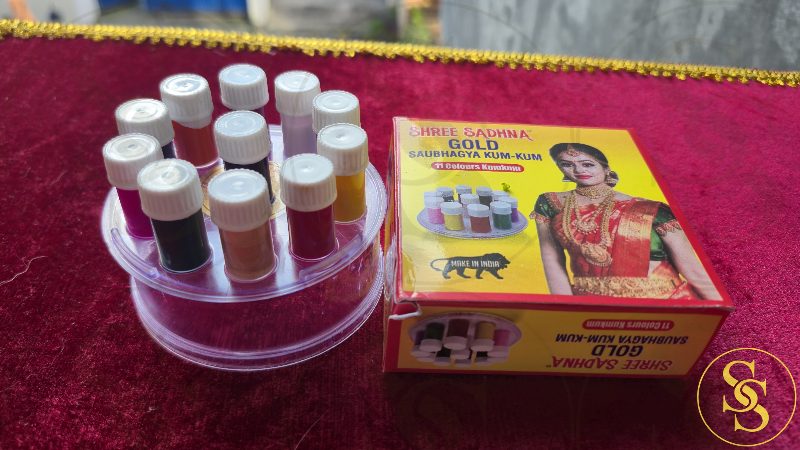 SHREE SADHNA
GOLD
SAUBHAGYA KUM-KUM
11 Colours Kumkum
MAKE IN INDIA
SHREE SADHNA
GOLD
SAUBHAGYA KUM-KUM
11 Colours Kumkum
SS